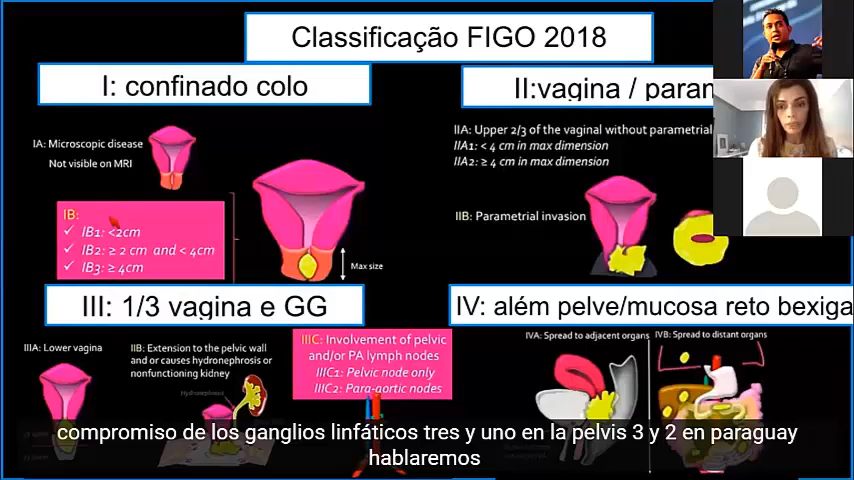 Classificação FIGO 2018
I: confinado colo
IA: Microscopic disease
Not visible on MRI
IB:
✓ IB1: <2cm
✓ IB2: ≥ 2 cm and < 4cm
✓ IB3: ≥ 4cm
Max size
II:vagina / param
IIA: Upper 2/3 of the vaginal without parametrial
IIA1: < 4 cm in max dimension
IIA2: ≥ 4 cm in max dimension
IIB: Parametrial invasion
III: 1/3 vagina e GG
IIIA: Lower vagina
IIB: Extension to the pelvic wall
and/or causes hydronephrosis or
nonfunctioning kidney
Hydronephrosis
IIIC: Involvement of pelvic
and/or PA lymph nodes
IIIC1: Pelvic node only
IIIC2: Para-aortic nodes
IV: além pelve/mucosa reto bexiga
IVA: Spread to adjacent organs
IVB: Spread to distant organs
compromiso de los ganglios linfáticos tres y uno en la pelvis 3 y 2 en paraguay
hablaremos